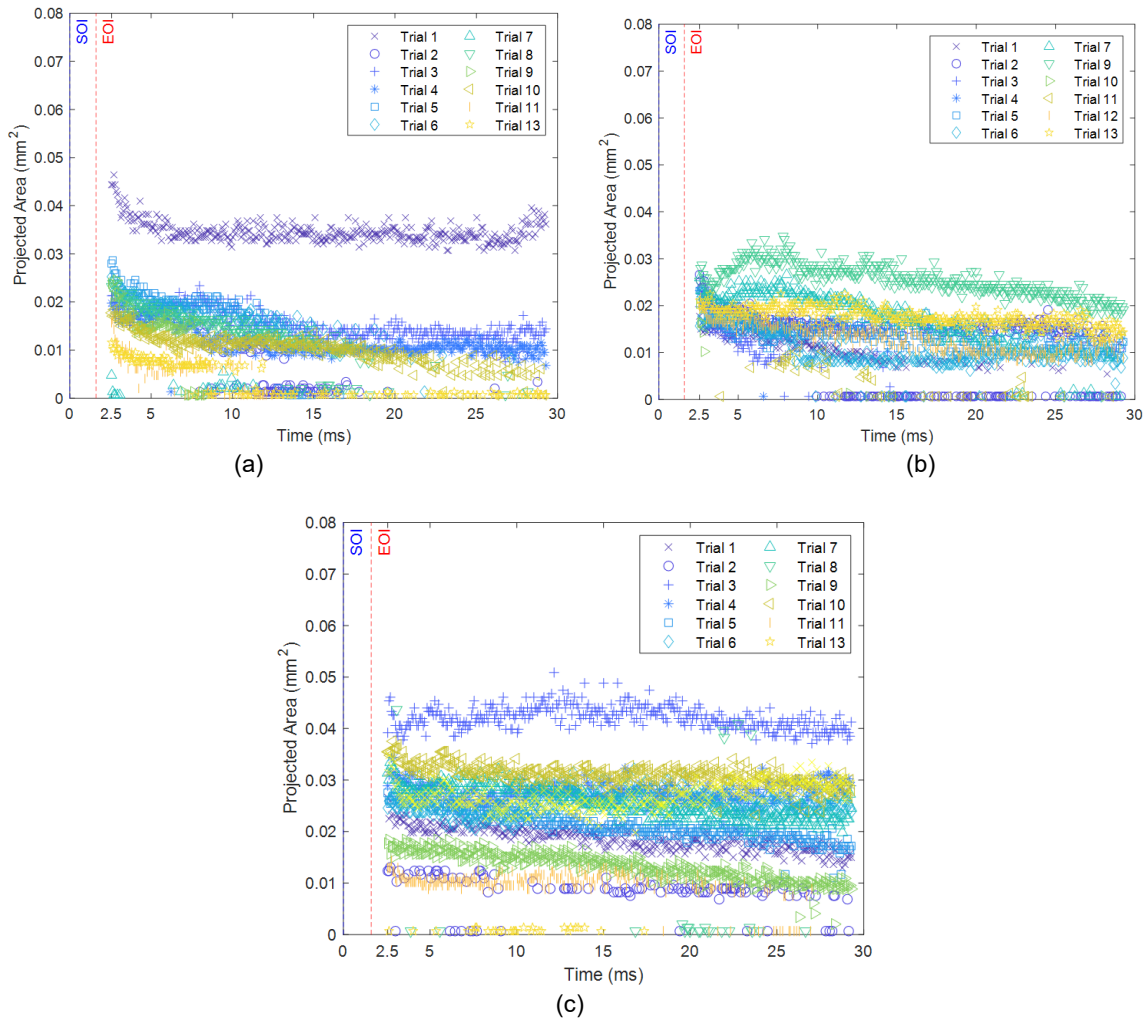 0.08
0.07
0.06
0.05
0.04
0.03
0.02
0.01
0
Projected Area (mm²)
SOI
EOI
Trial 1 Trial 7
Trial 2 Trial 8
Trial 3 Trial 9
Trial 4 Trial 10
Trial 5 Trial 11
Trial 6 Trial 13
0 2.5 5 10 15 20 25 30
Time (ms)
(a)
0.08
0.07
0.06
0.05
0.04
0.03
0.02
0.01
0
Projected Area (mm²)
SOI
EOI
Trial 1 Trial 7
Trial 2 Trial 9
Trial 3 Trial 10
Trial 4 Trial 11
Trial 5 Trial 12
Trial 6 Trial 13
0 2.5 5 10 15 20 25 30
Time (ms)
(b)
0.08
0.07
0.06
0.05
0.04
0.03
0.02
0.01
0
Projected Area (mm²)
SOI
EOI
Trial 1 Trial 7
Trial 2 Trial 8
Trial 3 Trial 9
Trial 4 Trial 10
Trial 5 Trial 11
Trial 6 Trial 13
0 2.5 5 10 15 20 25 30
Time (ms)
(c)